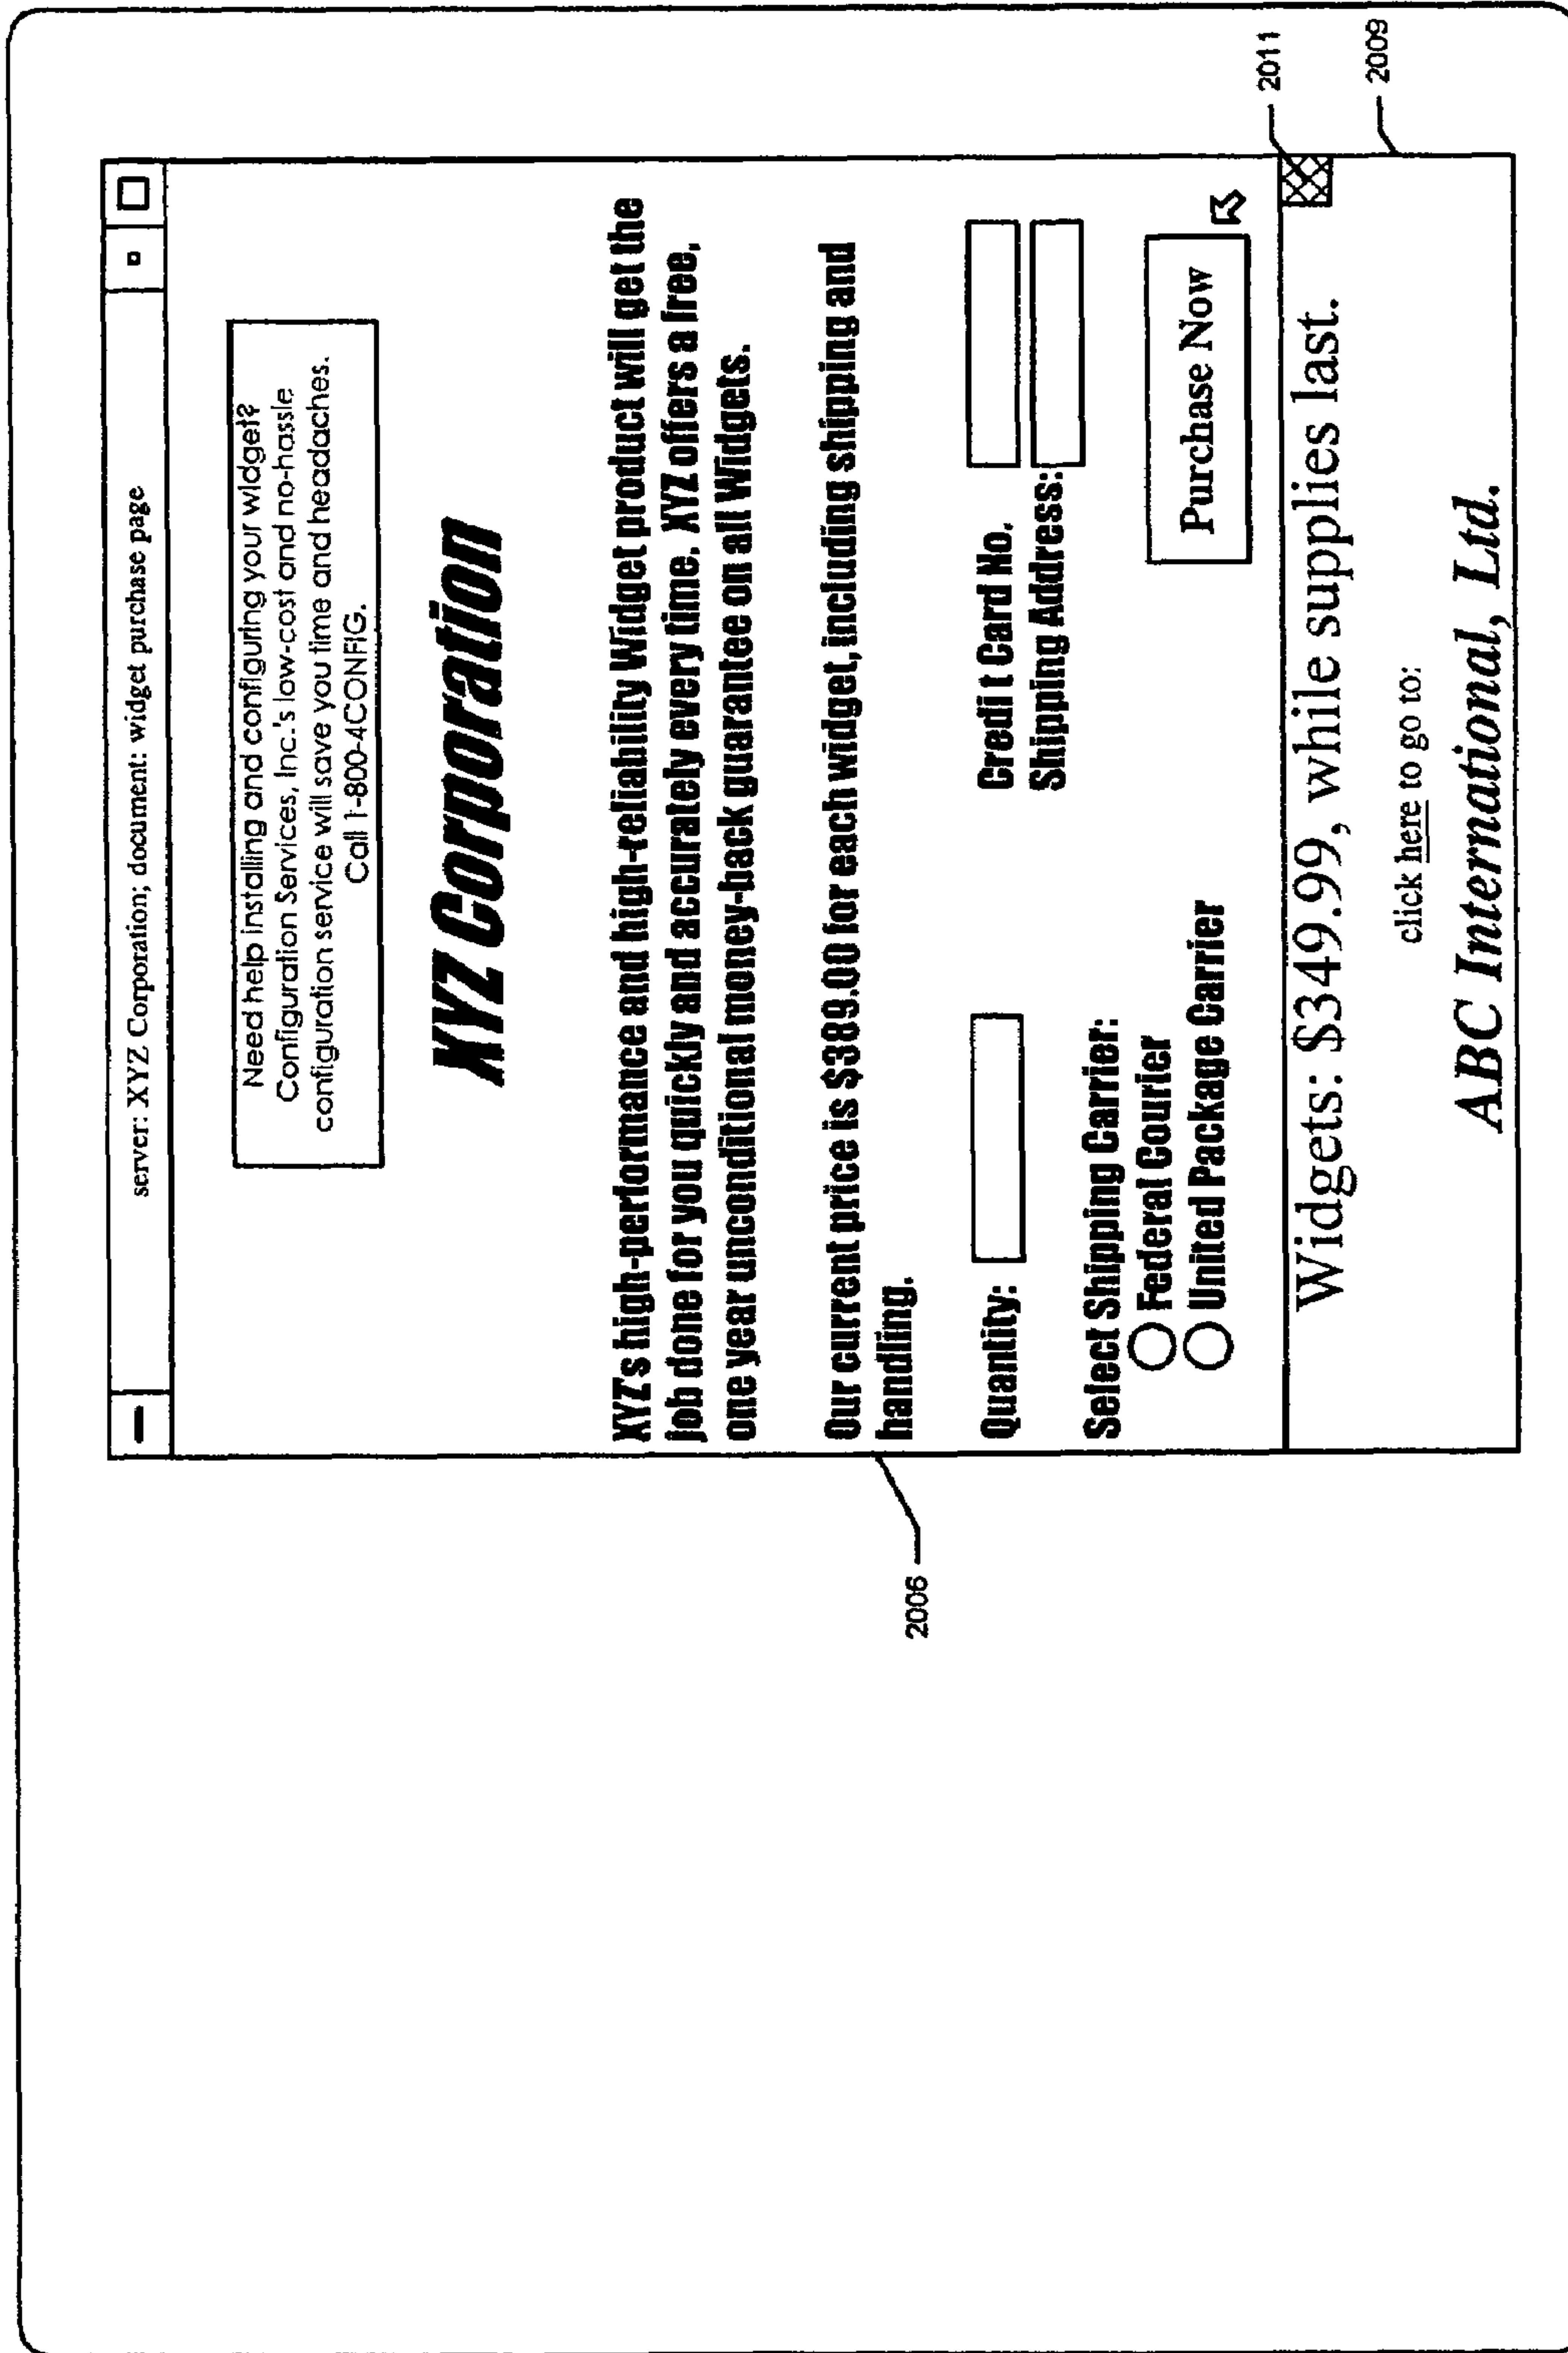 server: XYZ Corporation; document: widget purchase page
Need help installing and configuring your widget?
Configuration Services, Inc.'s low-cost and no-hassle
configuration service will save you time and headaches.
Call 1-800-4CONFIG.
XYZ Corporation
XYZ's high-performance and high-reliability Widget product will get the
job done for you quickly and accurately every time. XYZ offers a free,
one year unconditional money-back guarantee on all Widgets.
Our current price is $389.00 for each widget, including shipping and
handling.
Quantity:
Credit Card No.
Shipping Address:
Select Shipping Carrier:
Federal Courier
United Package Carrier
Purchase Now
Widgets: $349.99, while supplies last.
click here to go to:
ABC International, Ltd.
2006
2011
2009